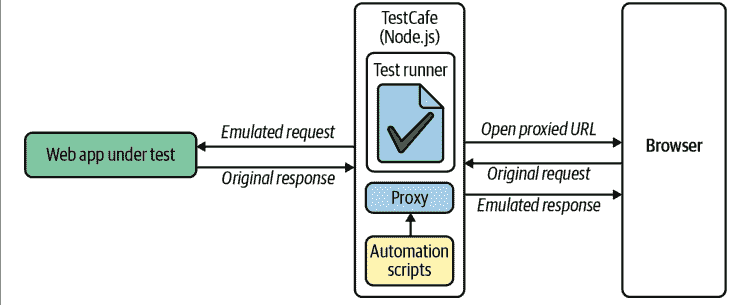 TestCafe
(Node.js)
Test runner
Emulated request
Open proxied URL
Web app under test
Browser
Original response
Original request
Proxy
Emulated response
Automation
scripts